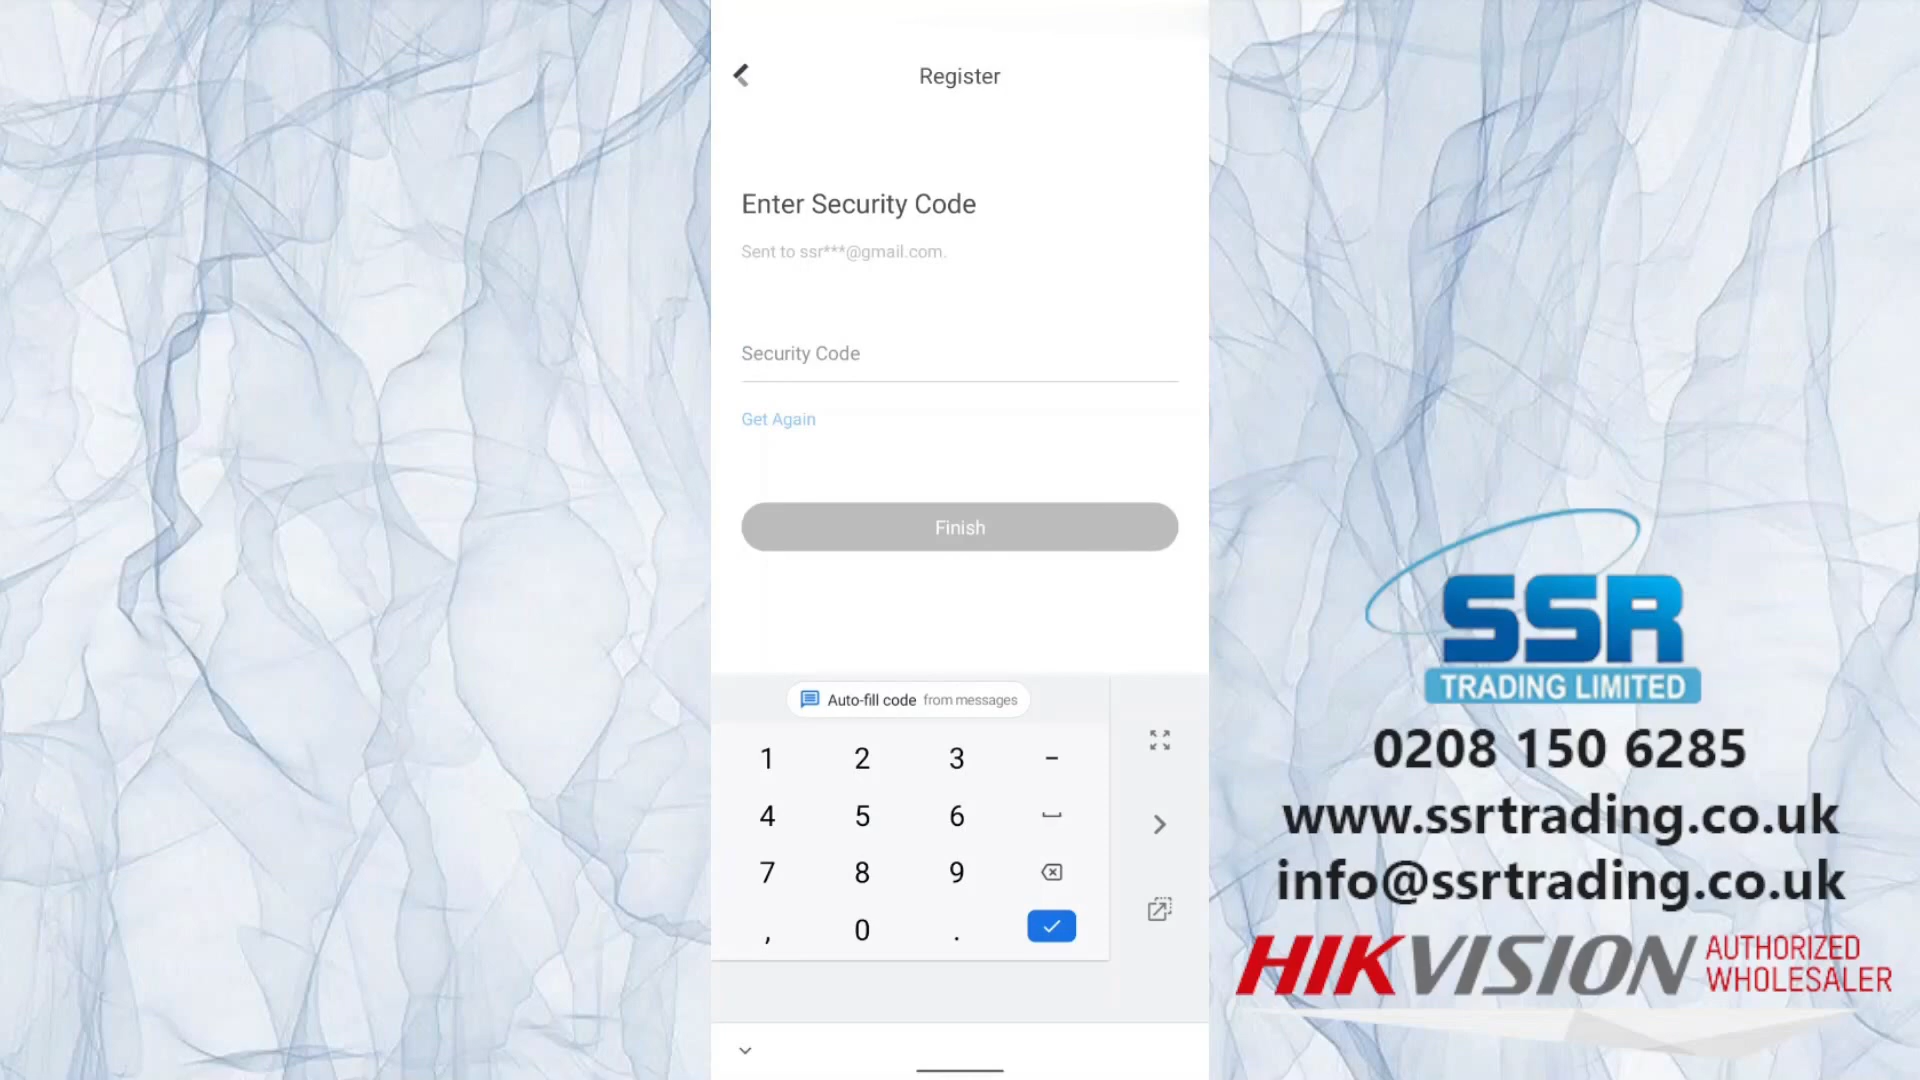 Register
Enter Security Code
Sent to ssr***@gmail.com.
Security Code
Get Again
Finish
Auto-fill code from messages
1 2 3 -
4 5 6
7 8 9
, 0 .
SSR
TRADING LIMITED
0208 150 6285
www.ssrtrading.co.uk
info@ssrtrading.co.uk
HIKVISION AUTHORIZED
WHOLESALER